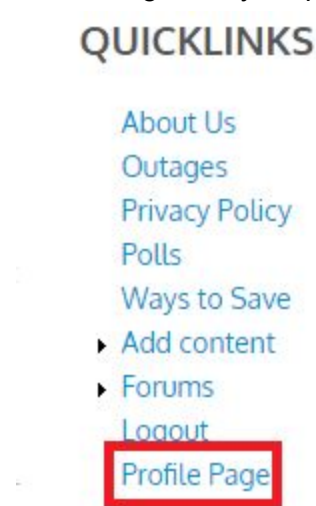 QUICKLINKS
About Us
Outages
Privacy Policy
Polls
Ways to Save
Add content
Forums
Logout
Profile Page